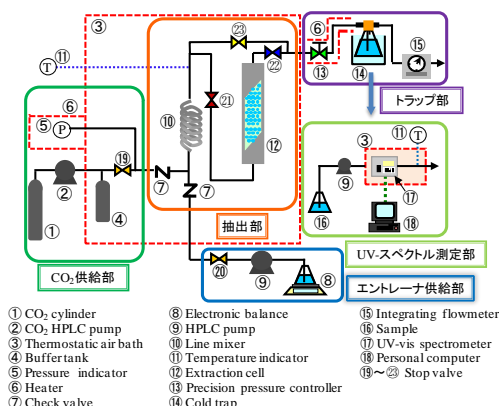 ③
㉓
⑥
⑮
T
⑪
㉒
⑬
⑭
トラップ部
⑥
⑩
㉑
⑤
P
⑫
③
⑪
T
⑲
⑦
⑨
②
⑦
⑯
⑰
①
④
抽出部
⑱
CO₂供給部
UV-スペクトル測定部
⑳
⑨
⑧
エントレーナ供給部
① CO₂ cylinder
② CO₂ HPLC pump
③ Thermostatic air bath
④ Buffer tank
⑤ Pressure indicator
⑥ Heater
⑦ Check valve
⑧ Electronic balance
⑨ HPLC pump
⑩ Line mixer
⑪ Temperature indicator
⑫ Extraction cell
⑬ Precision pressure controller
⑭ Cold trap
⑮ Integrating flowmeter
⑯ Sample
⑰ UV-vis spectrometer
⑱ Personal computer
⑲～㉓ Stop valve